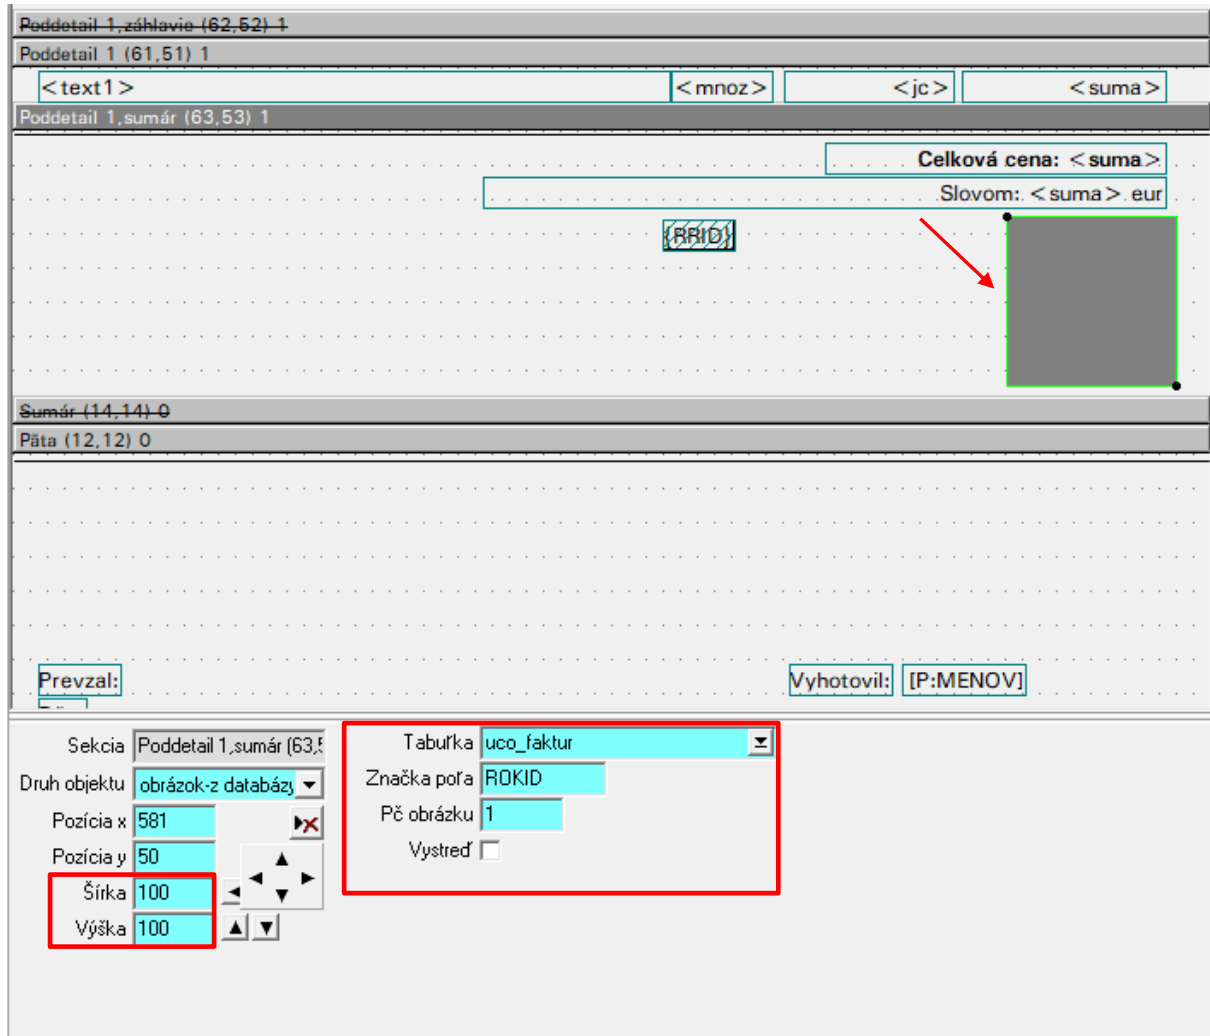 Poddetail 1,záhlavie (62,52) 1
Poddetail 1 (61,51) 1
<text1> <mnoz> <jc> <suma>
Poddetail 1,sumár (63,53) 1
Celková cena: <suma>
Slovom: <suma> eur
{RRID}
Sumár (14,14) 0
Päta (12,12) 0
Prevzal: Vyhotovil: [P:MENOV]
Sekcia Poddetail 1,sumár (63,5
Druh objektu obrázok-z databázy
Pozícia x 581
Pozícia y 50
Šírka 100
Výška 100
Tabuľka uco_faktur
Značka poľa ROKID
Pč obrázku 1
Vystreď